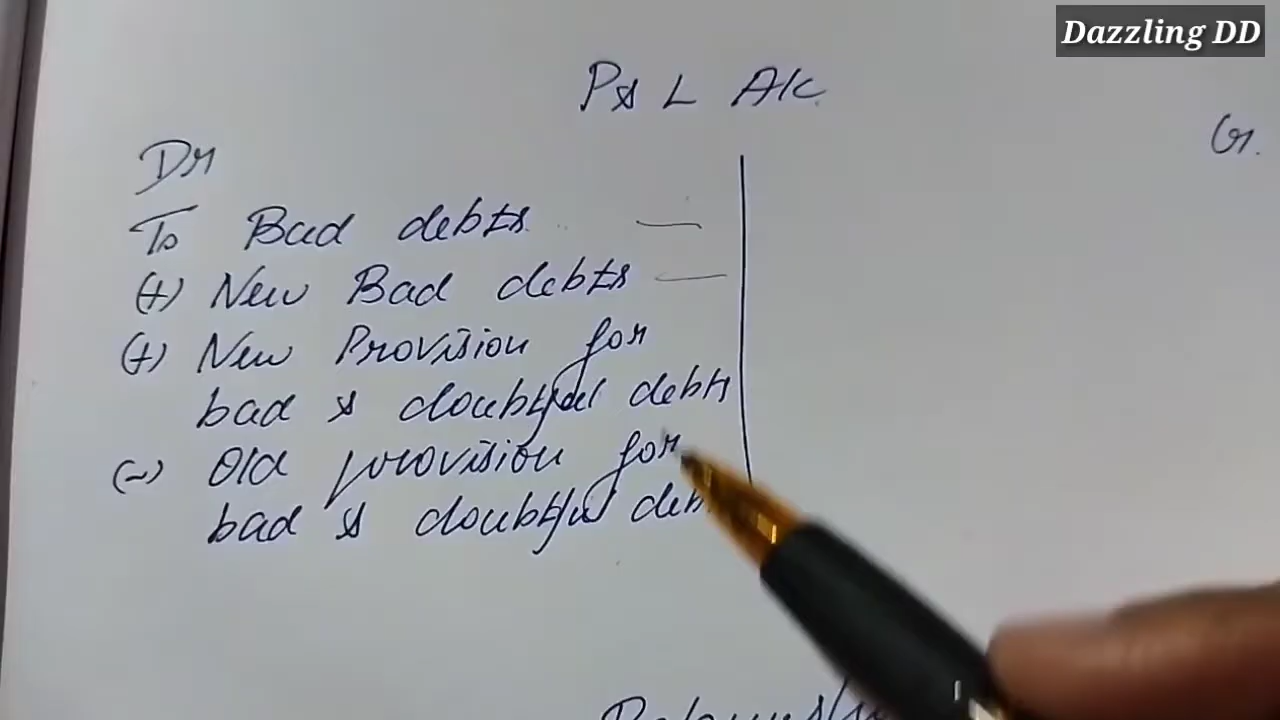 Dazzling DD
P & L A/c.
Dr
Cr.
To Bad debts
(+) New Bad debts
(+) New Provision for
bad & doubtful debts
(-) Old provision for
bad & doubtful